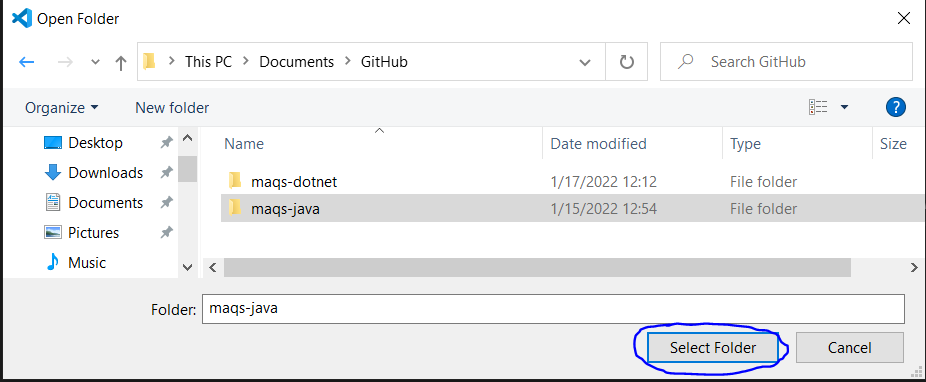 Open Folder
This PC > Documents > GitHub
Search GitHub
Organize
New folder
?
Desktop
Downloads
Documents
Pictures
Music
Name
Date modified
Type
Size
maqs-dotnet 1/17/2022 12:12 File folder
maqs-java 1/15/2022 12:54 File folder
Folder: maqs-java
Select Folder
Cancel